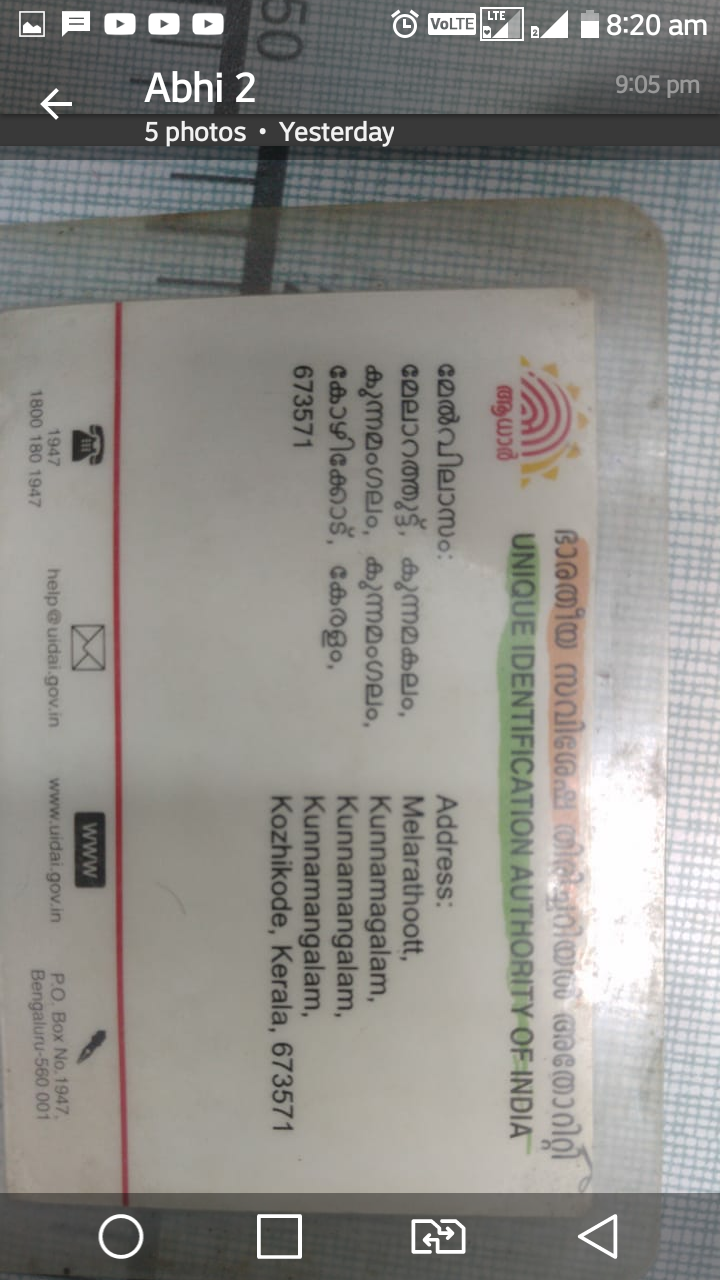 50
VoLTE LTE 2 8:20 am
Abhi 2
9:05 pm
5 photos • Yesterday
ആധാർ
ഭാരതീയ സവിശേഷ തിരിച്ചറിയൽ അതോറിറ്റി
UNIQUE IDENTIFICATION AUTHORITY OF INDIA
മേൽവിലാസം:
മേലാറത്തൂട്ട്, കുന്നമകലം,
കുന്നമംഗലം, കുന്നമംഗലം,
കോഴിക്കോട്, കേരളം,
673571
Address:
Melarathoott,
Kunnamagalam,
Kunnamangalam,
Kunnamangalam,
Kozhikode, Kerala, 673571
1947
1800 180 1947
help@uidai.gov.in
WWW
www.uidai.gov.in
P.O. Box No.1947,
Bengaluru-560 001